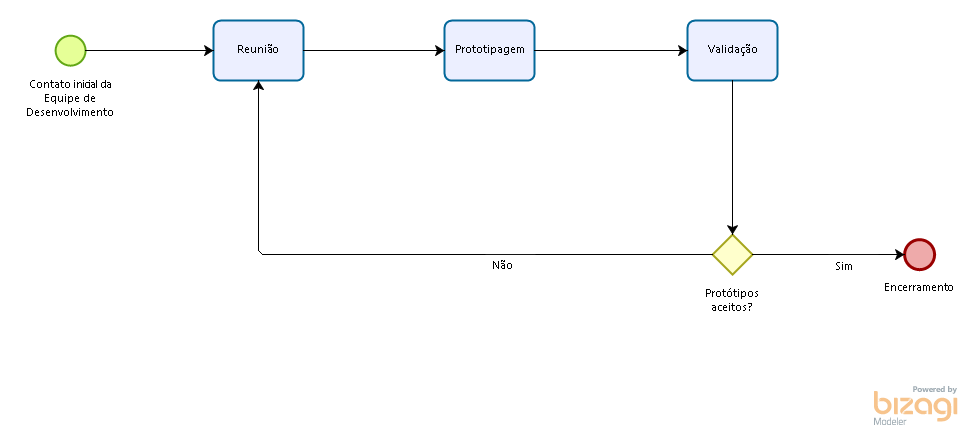 Reunião
Prototipagem
Validação
Contato inicial da
Equipe de
Desenvolvimento
Não
Sim
Protótipos
aceitos?
Encerramento
Powered by
bizagi
Modeler